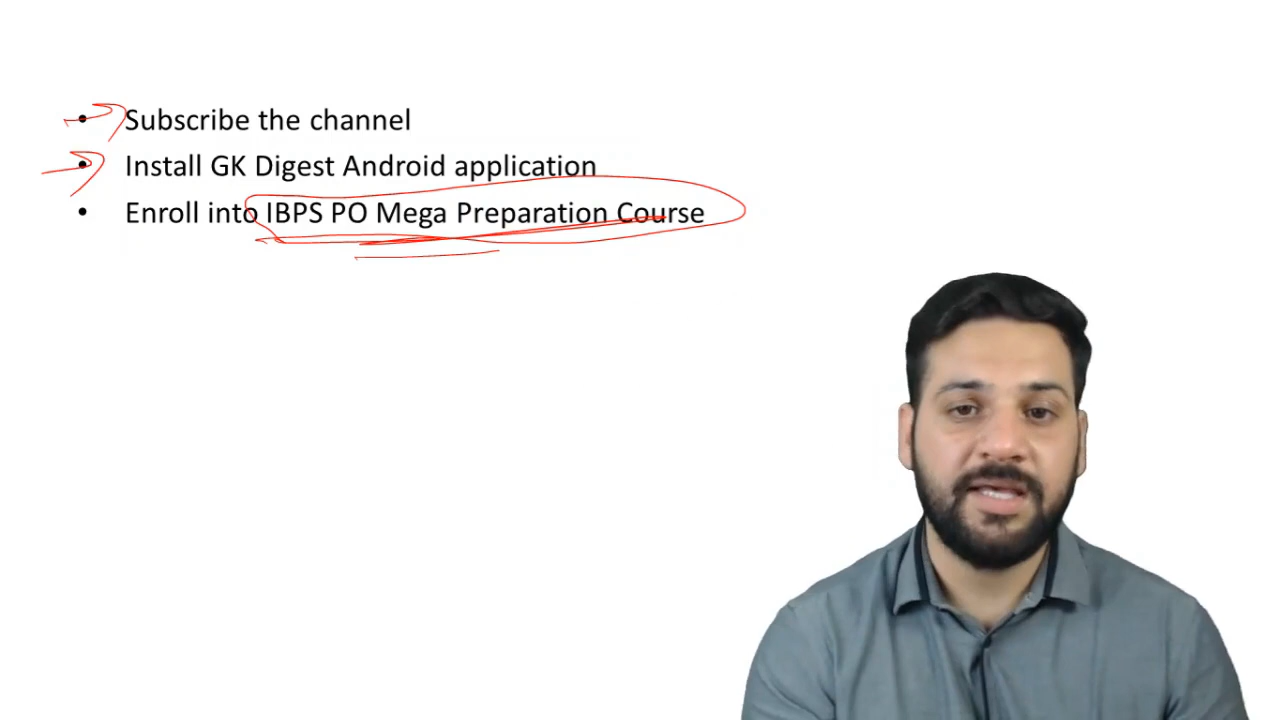 • Subscribe the channel
• Install GK Digest Android application
• Enroll into IBPS PO Mega Preparation Course